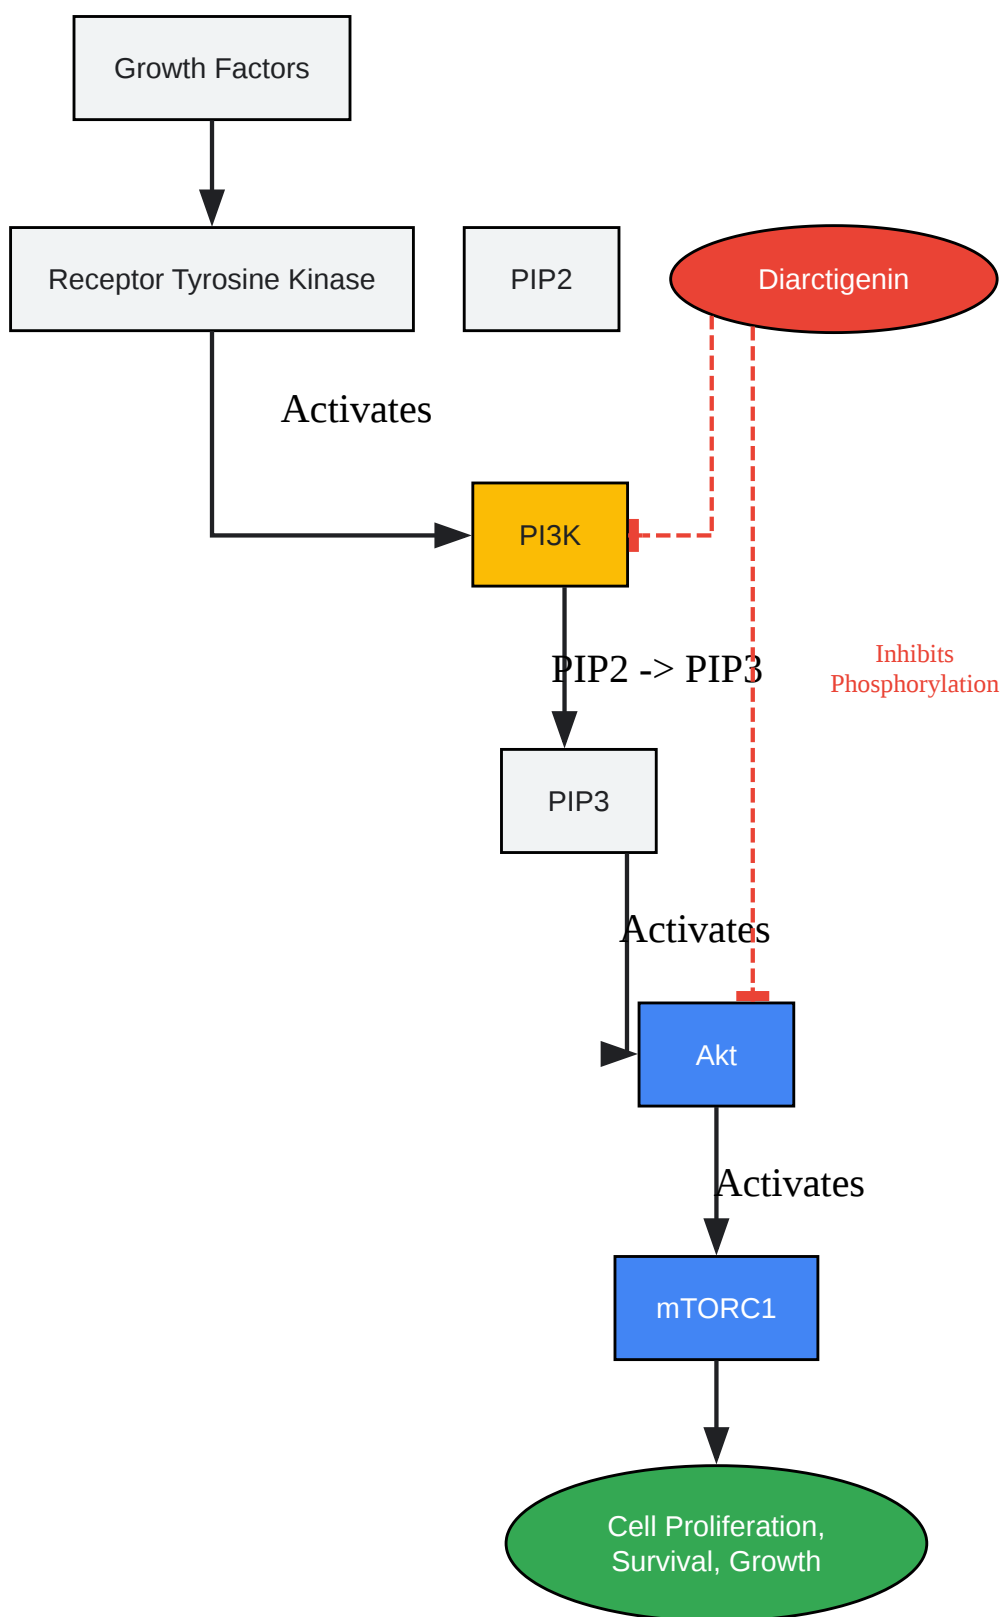 Growth Factors
Receptor Tyrosine Kinase
PIP2
Diarctigenin
Activates
PI3K
PIP2 -> PIP3
Inhibits
Phosphorylation
PIP3
Activates
Akt
Activates
mTORC1
Cell Proliferation,
Survival, Growth